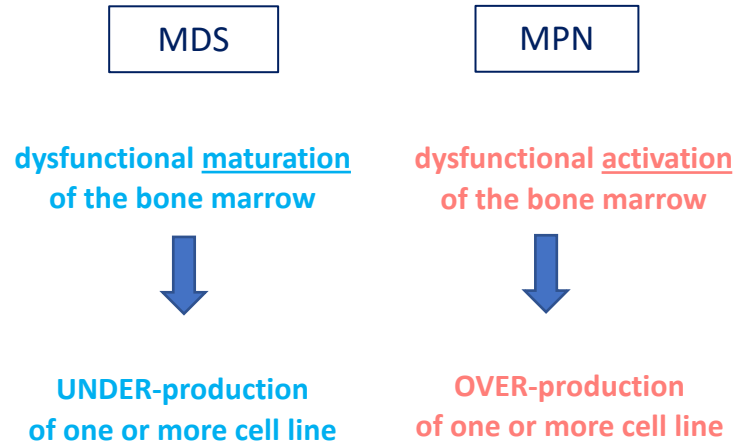 MDS
MPN
dysfunctional maturation
of the bone marrow
dysfunctional activation
of the bone marrow
UNDER-production
of one or more cell line
OVER-production
of one or more cell line